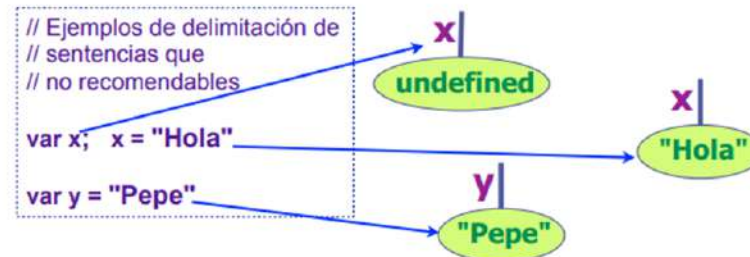 // Ejemplos de delimitación de
// sentencias que
// no recomendables
var x;   x = "Hola"
var y = "Pepe"
x
undefined
x
"Hola"
y
"Pepe"